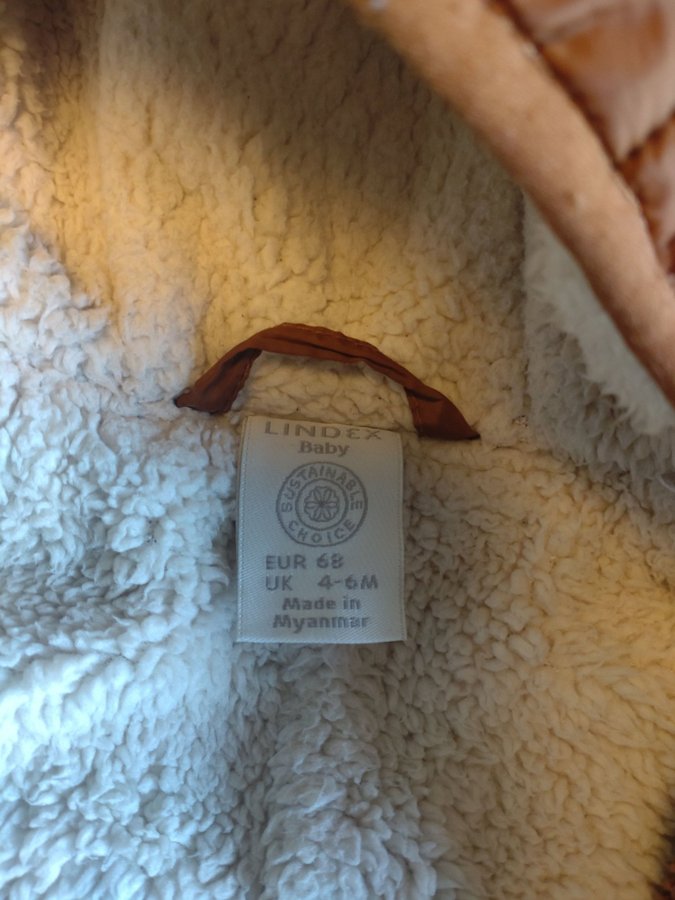 LINDEX
Baby
SUSTAINABLE
CHOICE
EUR 68
UK 4-6M
Made in
Myanmar